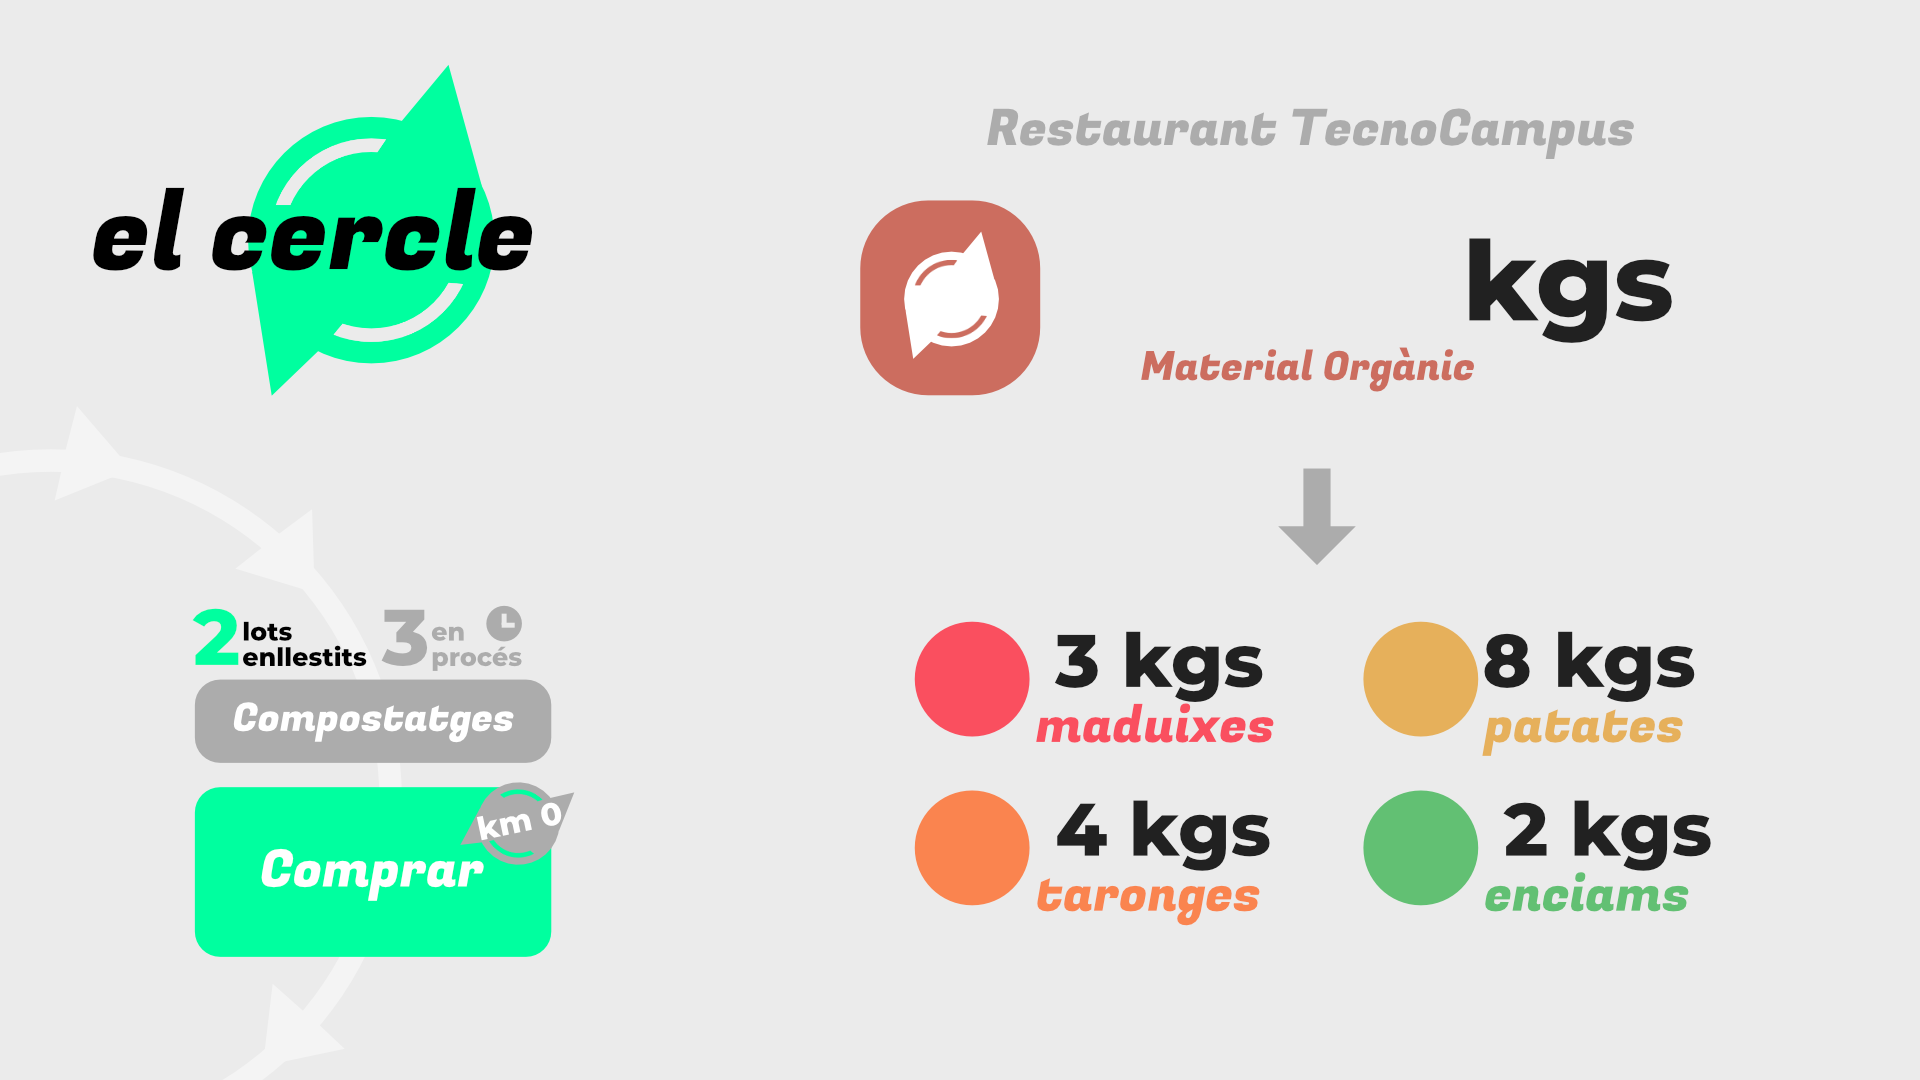 el cercle
Restaurant TecnoCampus
kgs
Material Orgànic
2 lots
enllestits
3 en
procés
Compostatges
km 0
Comprar
3 kgs
maduixes
8 kgs
patates
4 kgs
taronges
2 kgs
enciams